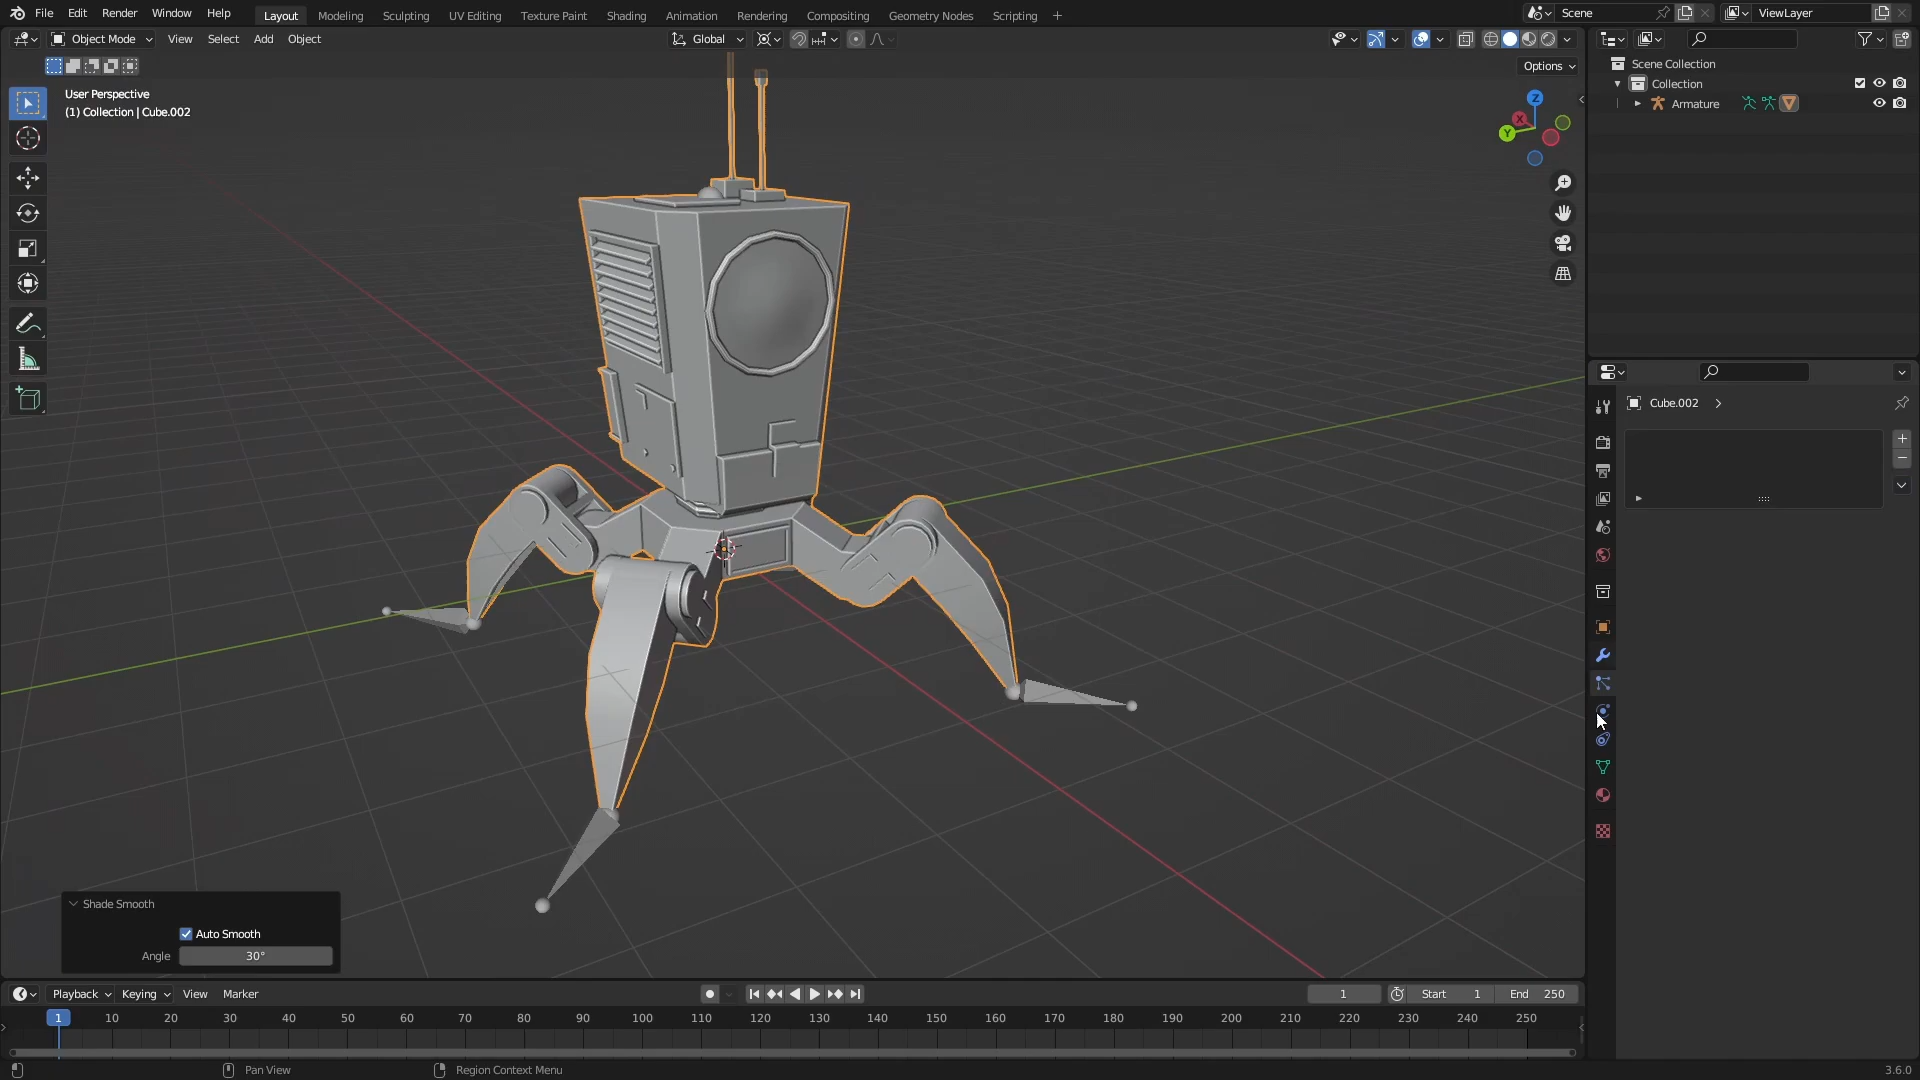 File Edit Render Window Help Layout Modeling Sculpting UV Editing Texture Paint Shading Animation Rendering Compositing Geometry Nodes Scripting + Scene ViewLayer
Object Mode View Select Add Object Global
Options
User Perspective
(1) Collection | Cube.002
Z
X
Y
Scene Collection
Collection
Armature
Cube.002
Shade Smooth
Auto Smooth
Angle 30°
Playback Keying View Marker 1 Start 1 End 250
1 10 20 30 40 50 60 70 80 90 100 110 120 130 140 150 160 170 180 190 200 210 220 230 240 250
Pan View Region Context Menu 3.6.0